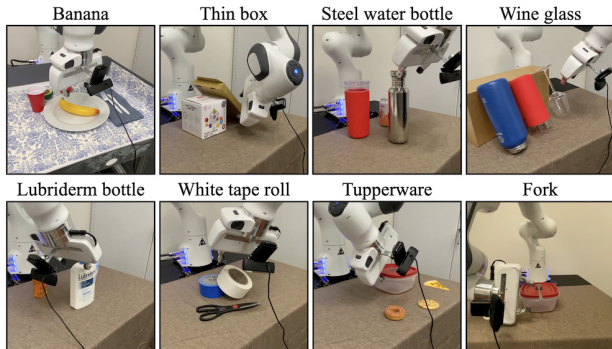 Banana
Thin box
Steel water bottle
Wine glass
Lubriderm bottle
White tape roll
Tupperware
Fork
Lubriderm